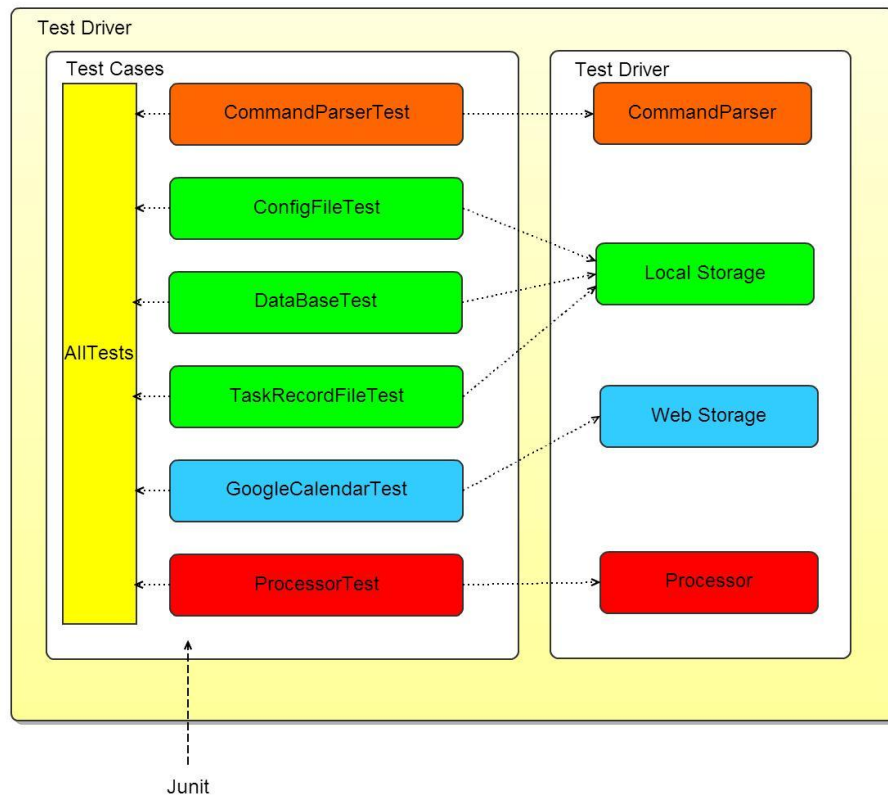 Test Driver
Test Cases
AllTests
CommandParserTest
ConfigFileTest
DataBaseTest
TaskRecordFileTest
GoogleCalendarTest
ProcessorTest
Test Driver
CommandParser
Local Storage
Web Storage
Processor
Junit